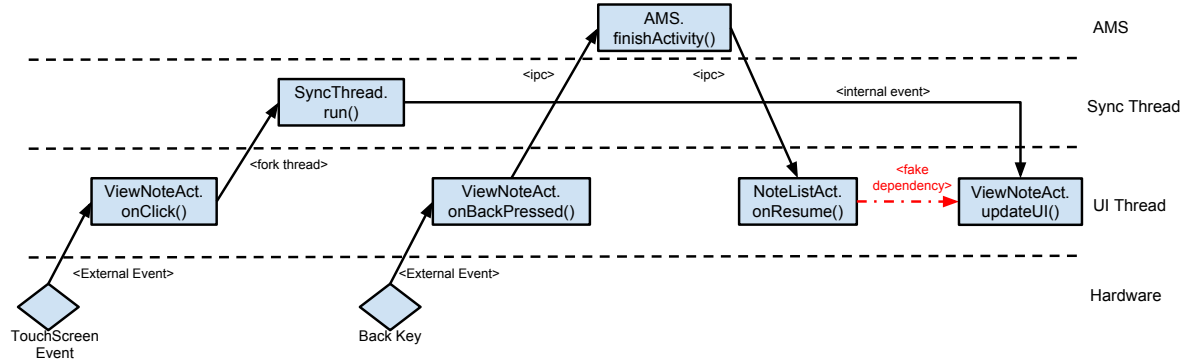 AMS.
finishActivity()
AMS
<ipc>
<ipc>
SyncThread.
run()
<internal event>
Sync Thread
<fork thread>
<fake
dependency>
ViewNoteAct.
onClick()
ViewNoteAct.
onBackPressed()
NoteListAct.
onResume()
ViewNoteAct.
updateUI()
UI Thread
<External Event>
<External Event>
Hardware
TouchScreen
Event
Back Key